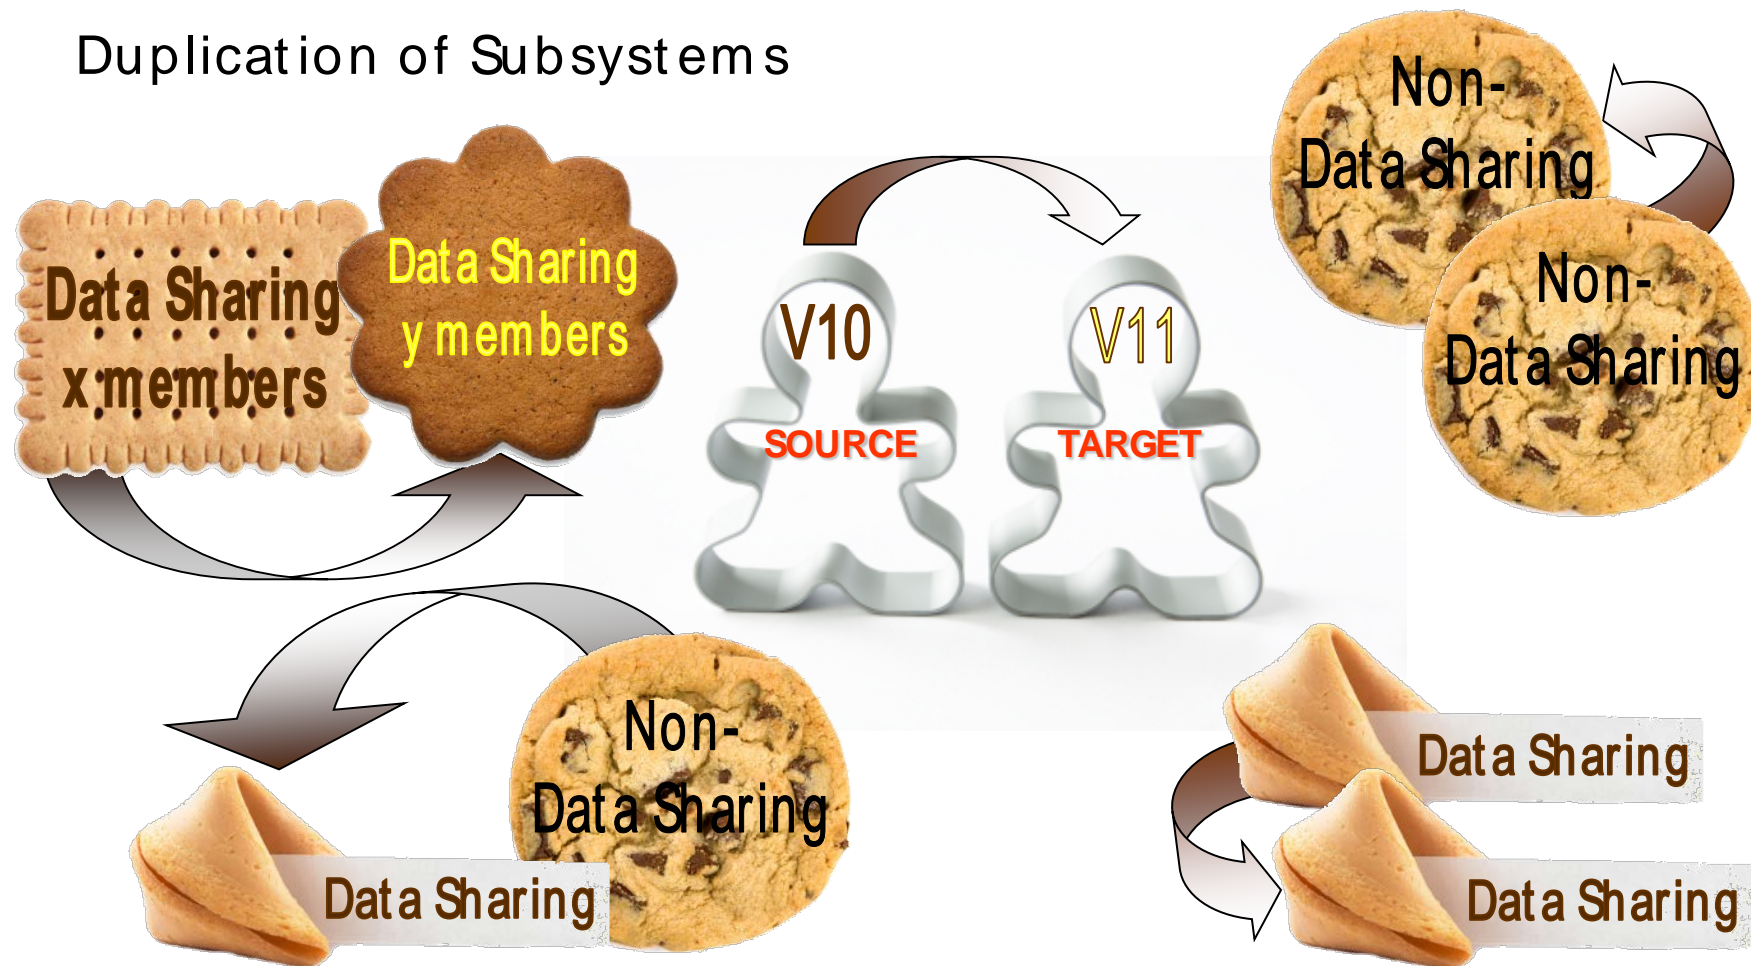 Duplication of Subsystems
Data Sharing
x members
Data Sharing
y members
V10
SOURCE
V11
TARGET
Non-
Data Sharing
Non-
Data Sharing
Non-
Data Sharing
Data Sharing
Data Sharing
Data Sharing